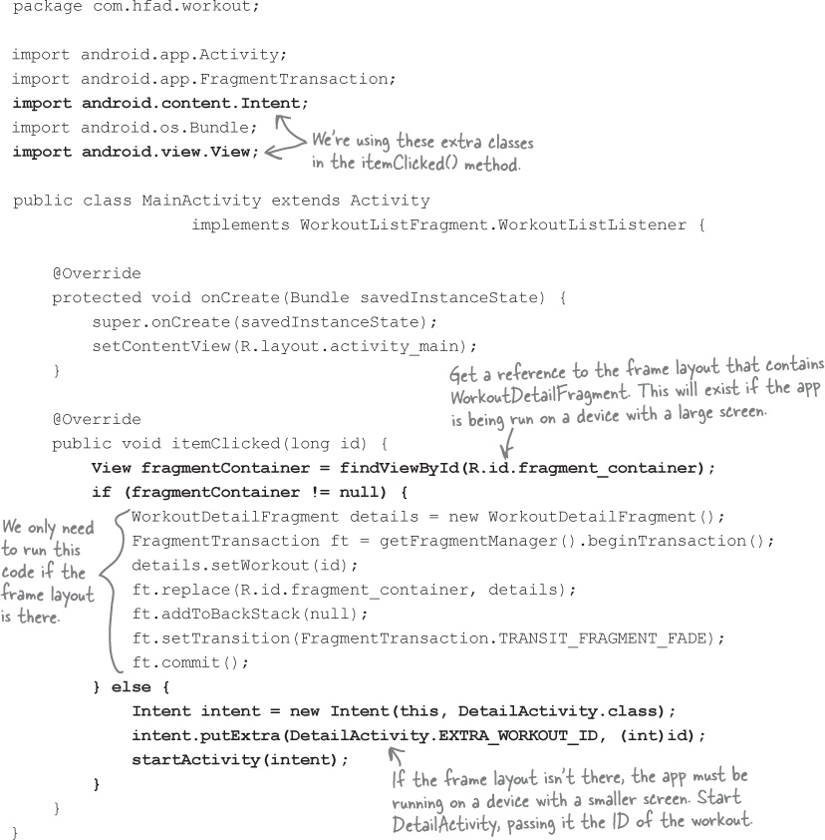 package com.hfad.workout;
import android.app.Activity;
import android.app.FragmentTransaction;
import android.content.Intent;
import android.os.Bundle;
import android.view.View;
We're using these extra classes
in the itemClicked() method.
public class MainActivity extends Activity
implements WorkoutListFragment.WorkoutListListener {
@Override
protected void onCreate(Bundle savedInstanceState) {
super.onCreate(savedInstanceState);
setContentView(R.layout.activity_main);
}
Get a reference to the frame layout that contains
WorkoutDetailFragment. This will exist if the app
is being run on a device with a large screen.
@Override
public void itemClicked(long id) {
View fragmentContainer = findViewById(R.id.fragment_container);
if (fragmentContainer != null) {
We only need
to run this
code if the
frame layout
is there.
WorkoutDetailFragment details = new WorkoutDetailFragment();
FragmentTransaction ft = getFragmentManager().beginTransaction();
details.setWorkout(id);
ft.replace(R.id.fragment_container, details);
ft.addToBackStack(null);
ft.setTransition(FragmentTransaction.TRANSIT_FRAGMENT_FADE);
ft.commit();
} else {
Intent intent = new Intent(this, DetailActivity.class);
intent.putExtra(DetailActivity.EXTRA_WORKOUT_ID, (int)id);
startActivity(intent);
}
If the frame layout isn't there, the app must be
running on a device with a smaller screen. Start
DetailActivity, passing it the ID of the workout.
}
}